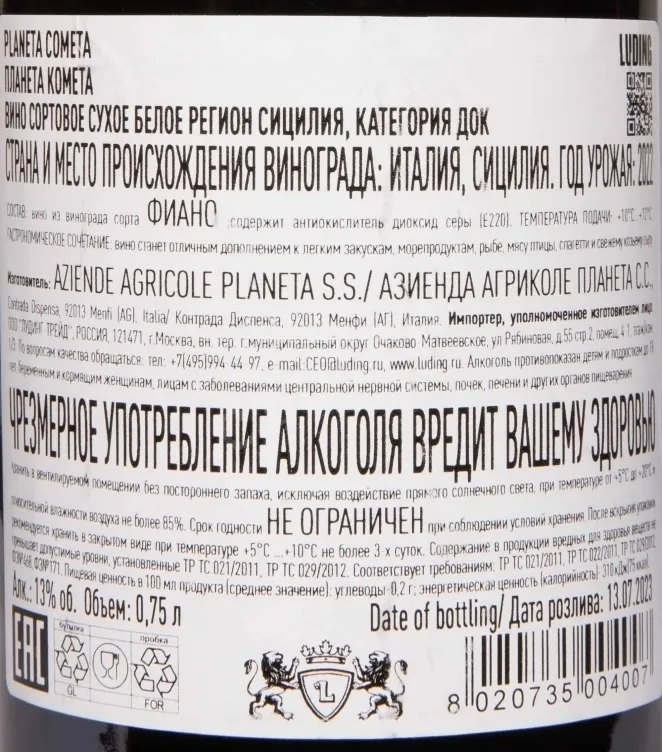 PLANETA COMETA
LUDING
ПЛАНЕТА КОМЕТА
ВИНО СОРТОВОЕ СУХОЕ БЕЛОЕ РЕГИОН СИЦИЛИЯ, КАТЕГОРИЯ ДОК
СТРАНА И МЕСТО ПРОИСХОЖДЕНИЯ ВИНОГРАДА: ИТАЛИЯ, СИЦИЛИЯ. ГОД УРОЖАЯ: 2022
СОСТАВ: вино из винограда сорта ФИАНО ,содержит антиокислитель диоксид серы (Е220). ТЕМПЕРАТУРА ПОДАЧИ: +10°C..+12°C
ГАСТРОНОМИЧЕСКОЕ СОЧЕТАНИЕ: вино станет отличным дополнением к легким закускам, морепродуктам, рыбе, мясу птицы, спагетти и свежему козьему сыру
Изготовитель: AZIENDE AGRICOLE PLANETA S.S./ АЗИЕНДА АГРИКОЛЕ ПЛАНЕТА С.С.,
Contrada Dispensa, 92013 Menfi (AG), Italia/ Контрада Диспенса, 92013 Менфи (АГ), Италия. Импортер, уполномоченное изготовителем лицо:
ООО "ЛУДИНГ ТРЕЙД", РОССИЯ, 121471, г.Москва, вн. тер. г.муниципальный округ Очаково Матвеевское, ул Рябиновая, д.55 стр.2, помещ. 4-1, этаж/ком
1/0. По вопросам качества обращаться: тел: +7(495)994-44-97, e-mail:CEO@luding.ru, www.luding.ru. Алкоголь противопоказан детям и подросткам до 18
лет, беременным и кормящим женщинам, лицам с заболеваниями центральной нервной системы, почек, печени и других органов пищеварения.
ЧРЕЗМЕРНОЕ УПОТРЕБЛЕНИЕ АЛКОГОЛЯ ВРЕДИТ ВАШЕМУ ЗДОРОВЬЮ
Хранить в вентилируемом помещении без постороннего запаха, исключая воздействие прямого солнечного света, при температуре от +5°C до +20°C и
относительной влажности воздуха не более 85%. Срок годности НЕ ОГРАНИЧЕН при соблюдении условий хранения. После вскрытия упаковки
рекомендуется хранить в закрытом виде при температуре +5°C ...+10°C не более 3-х суток. Содержание в продукции вредных для здоровья веществ не
превышает допустимые уровни, установленные ТР ТС 021/2011, ТР ТС 029/2012. Соответствует требованиям: ТР ТС 021/2011, ТР ТС 022/2011, ТР ТС 029/2012,
Пищевая ценность в 100 мл продукта (среднее значение): углеводы-0,2 г; энергетическая ценность (калорийность): 310 кДж/75 ккал
Алк.: 13% об. Объем: 0,75 л
Date of bottling/ Дата розлива: 13.07.2023
EAC
бутылка
GL
пробка
FOR
L
8 020735 004007